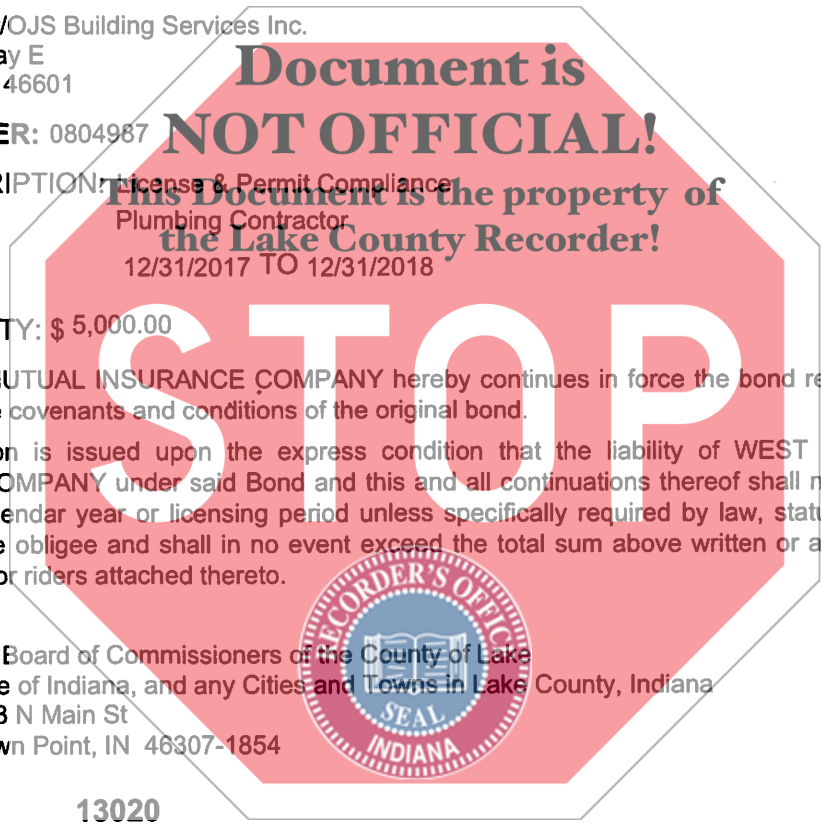 /OJS Building Services Inc.
ay E
46601
Document is
NOT OFFICIAL!
This Document is the property of
the Lake County Recorder!
ER: 0804987
RIPTION: License & Permit Compliance
Plumbing Contractor
12/31/2017 TO 12/31/2018
TY: $ 5,000.00
STOP
UTUAL INSURANCE COMPANY hereby continues in force the bond re
covenants and conditions of the original bond.
on is issued upon the express condition that the liability of WEST
OMPANY under said Bond and this and all continuations thereof shall n
endar year or licensing period unless specifically required by law, statu
e obligee and shall in no event exceed the total sum above written or a
or riders attached thereto.
RECORDER'S OFFICE
SEAL
INDIANA
Board of Commissioners of the County of Lake
e of Indiana, and any Cities and Towns in Lake County, Indiana
3 N Main St
wn Point, IN 46307-1854
13020